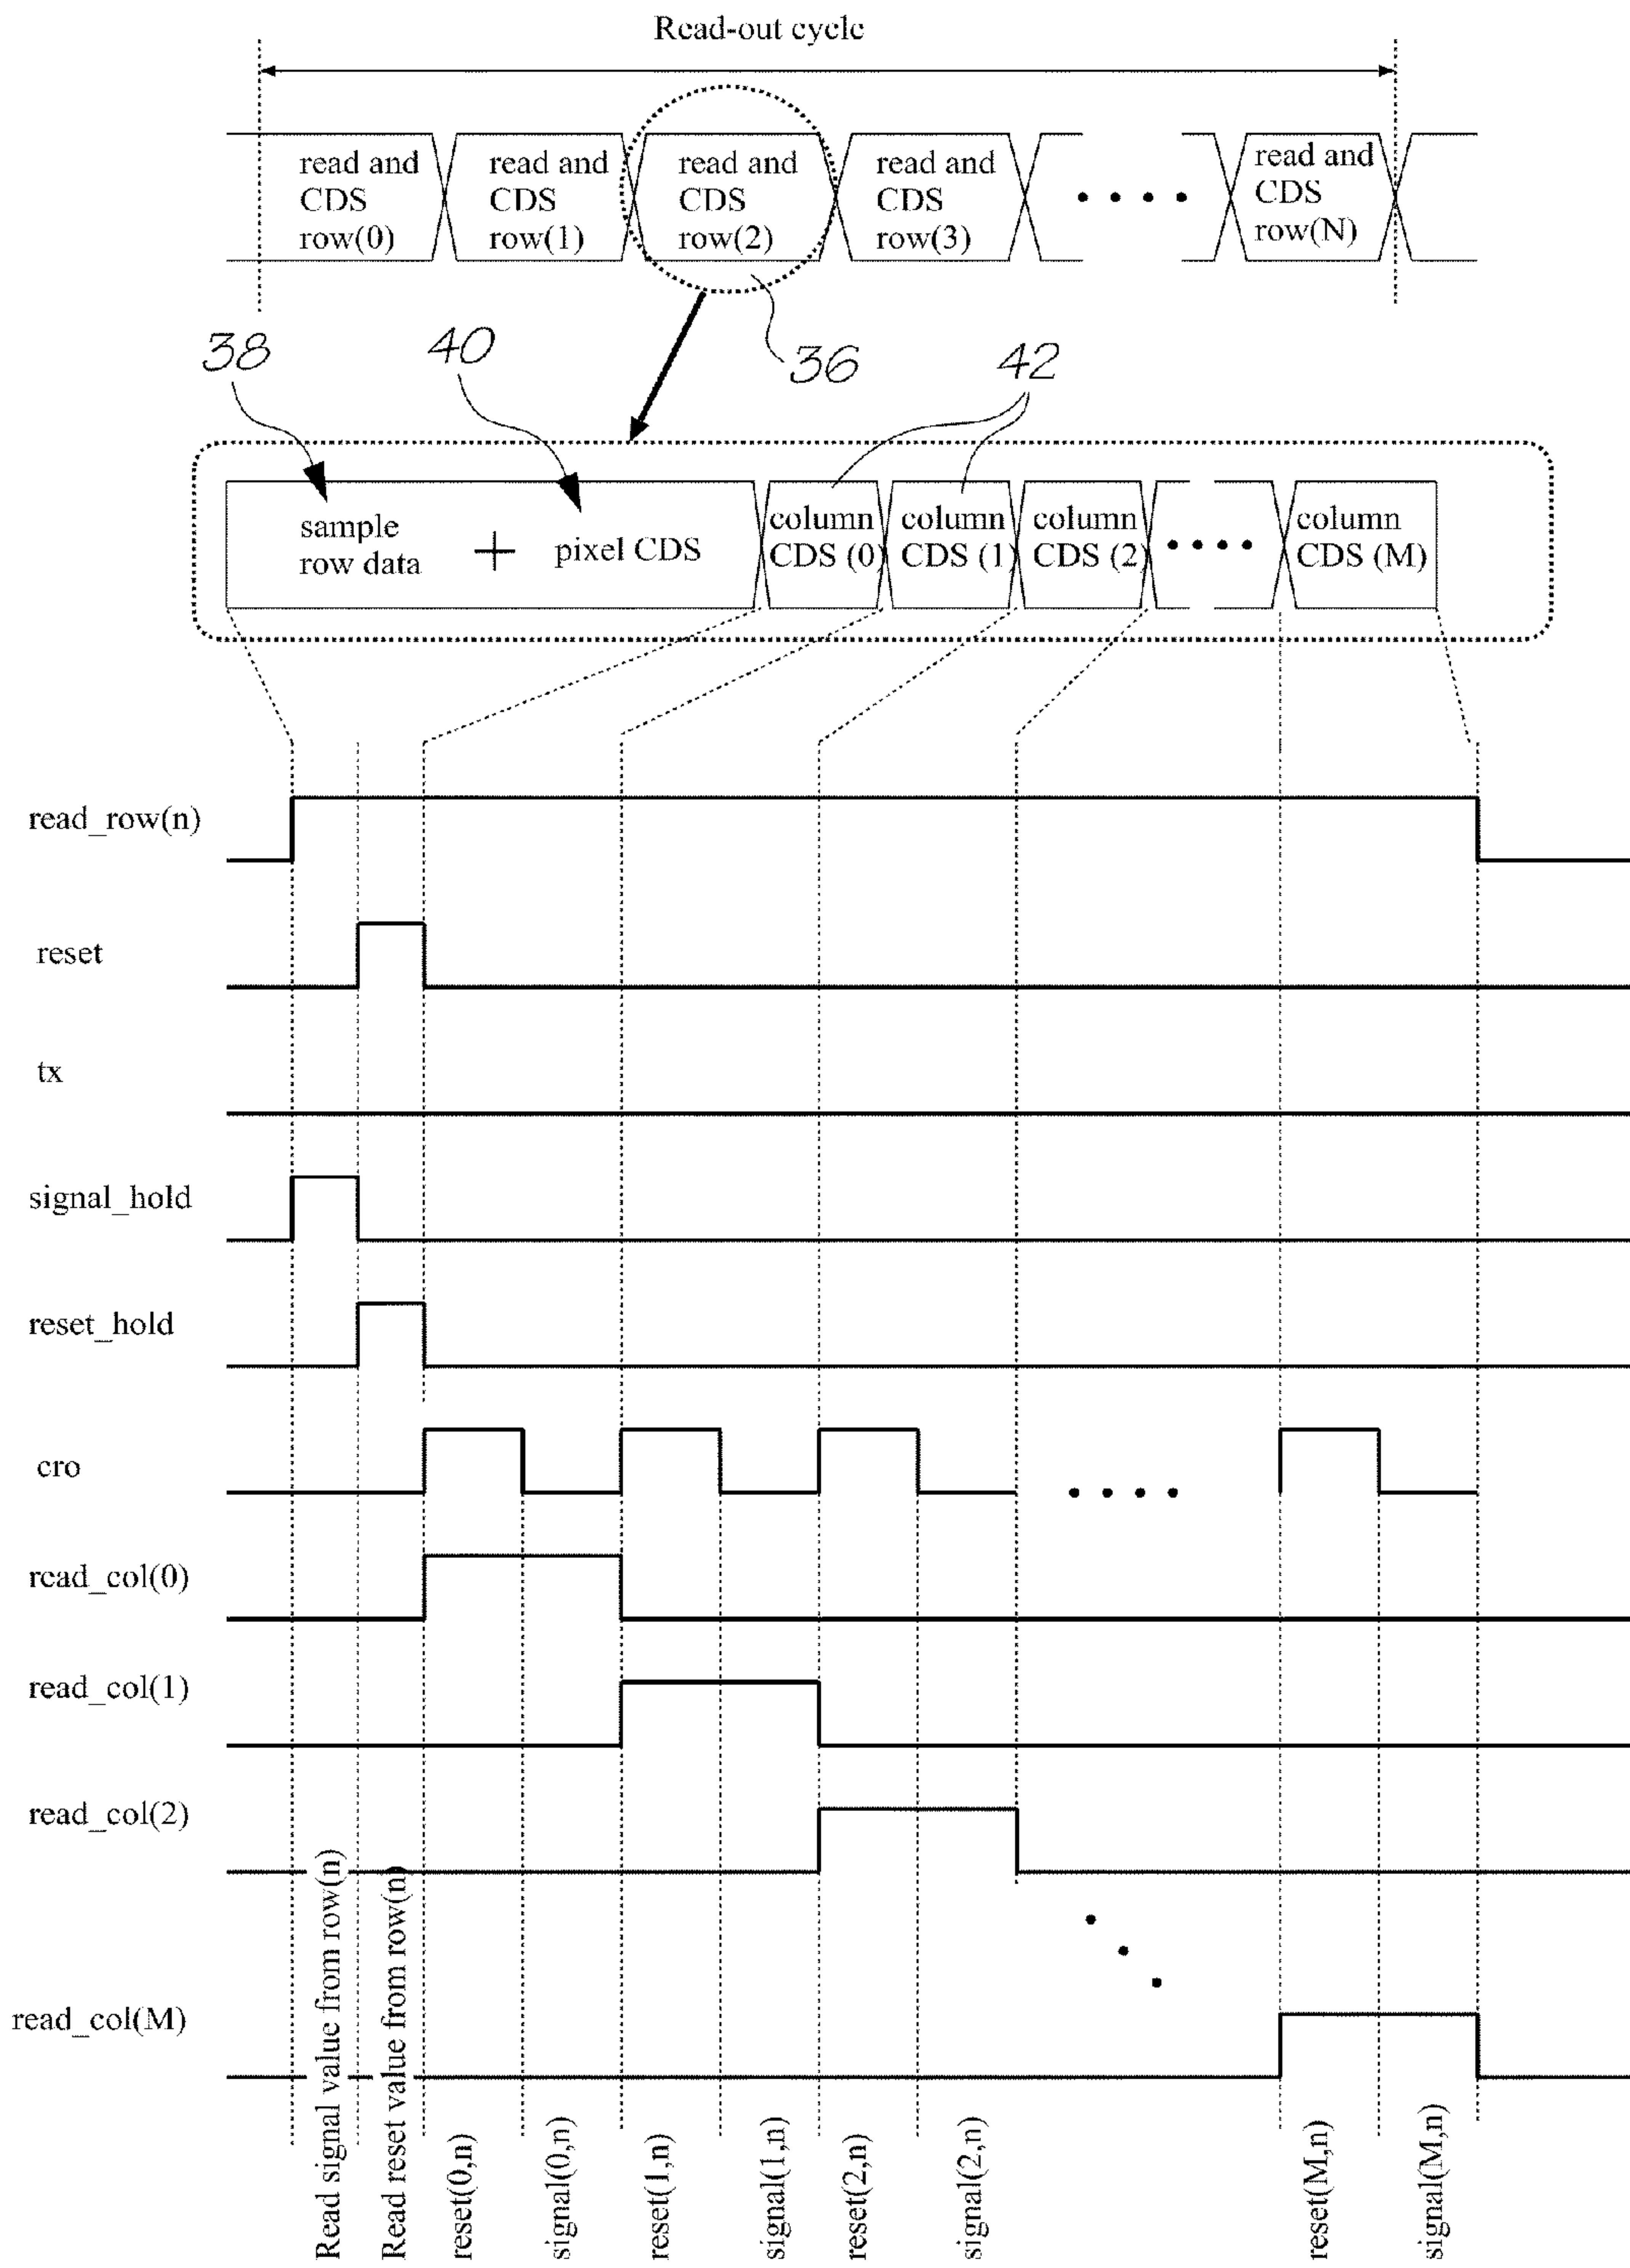 Read-out cycle
read and
CDS
row(0)
read and
CDS
row(1)
read and
CDS
row(2)
read and
CDS
row(3)
read and
CDS
row(N)
38
40
36
42
sample
row data
+
pixel CDS
column
CDS (0)
column
CDS (1)
column
CDS (2)
column
CDS (M)
read_row(n)
reset
tx
signal_hold
reset_hold
cro
read_col(0)
read_col(1)
read_col(2)
read_col(M)
Read signal value from row(n)
Read reset value from row(n)
reset(0,n)
signal(0,n)
reset(1,n)
signal(1,n)
reset(2,n)
signal(2,n)
reset(M,n)
signal(M,n)